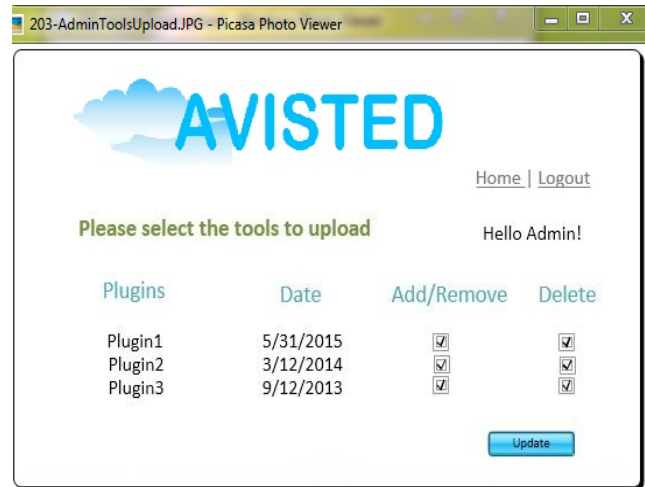 203-AdminToolsUpload.JPG - Picasa Photo Viewer
AVISTED
Home | Logout
Please select the tools to upload
Hello Admin!
Plugins Date Add/Remove Delete
Plugin1 5/31/2015
Plugin2 3/12/2014
Plugin3 9/12/2013
Update